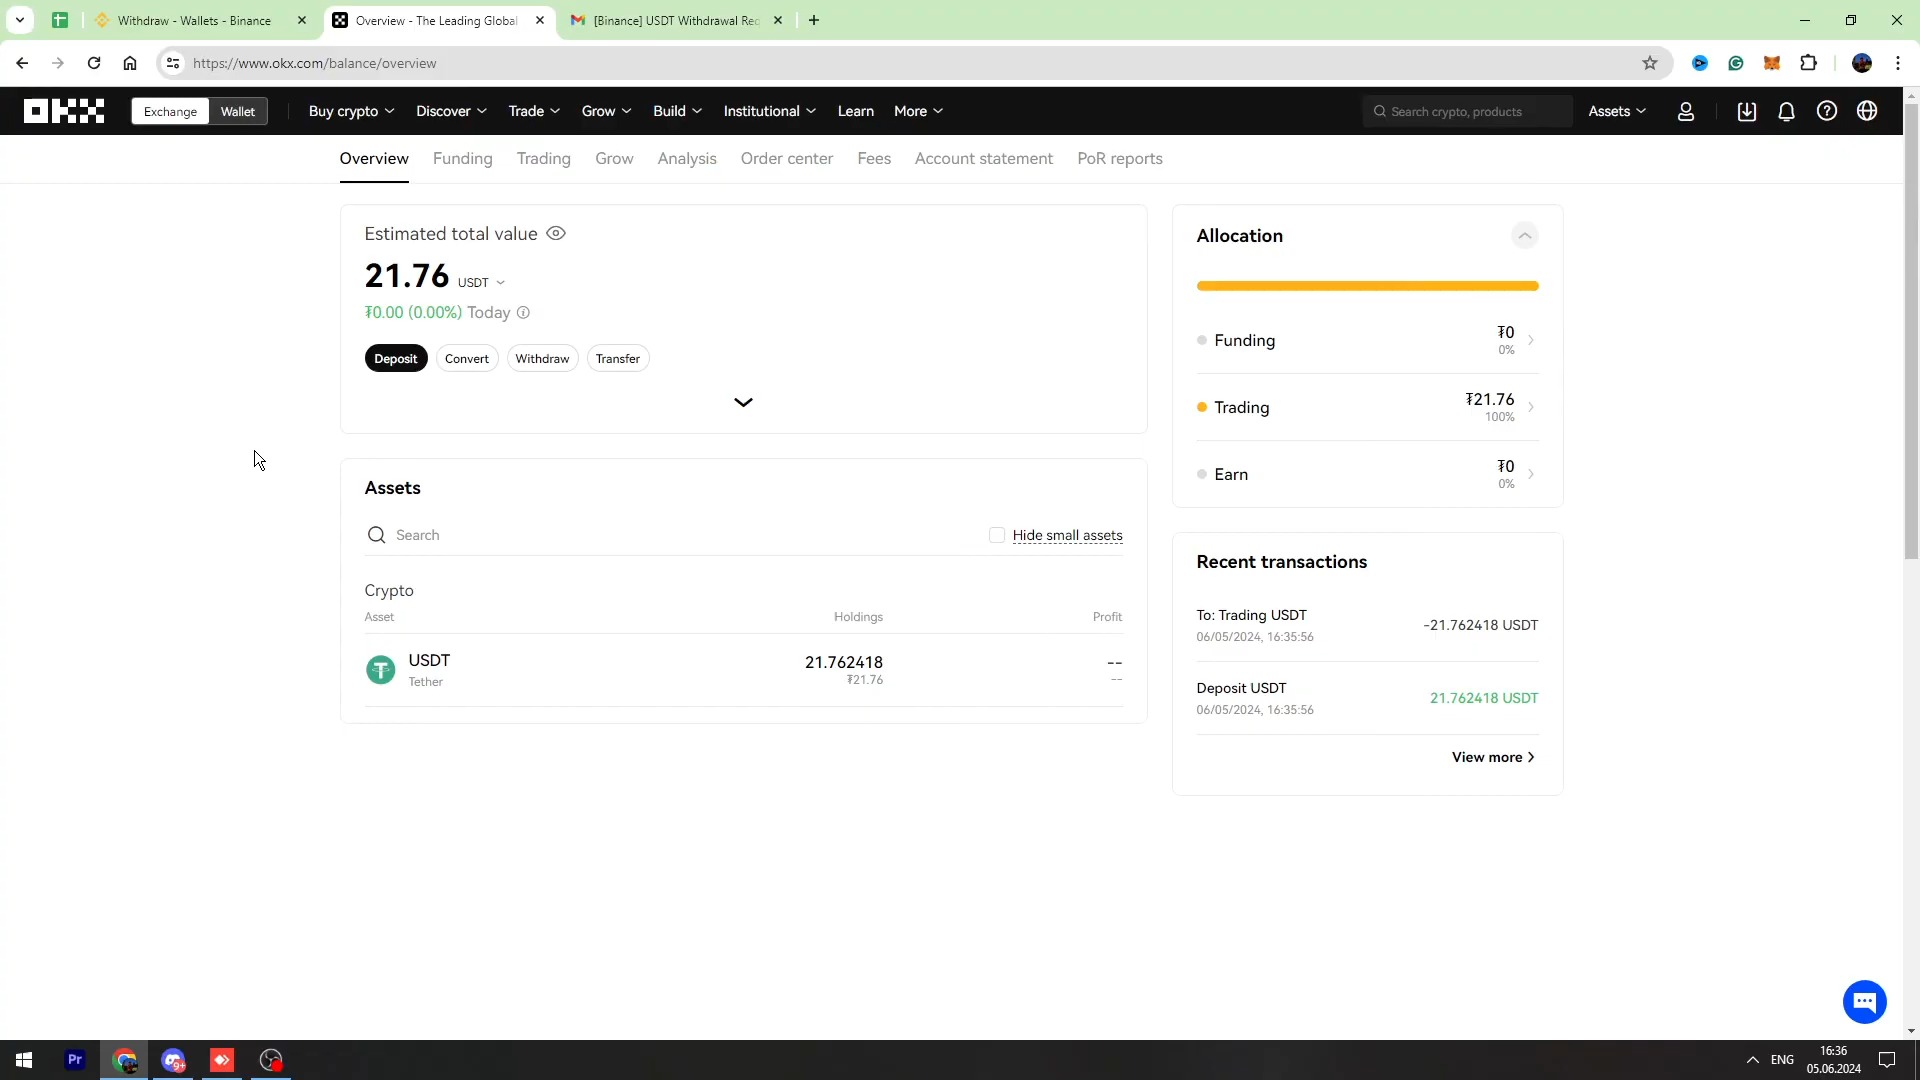 Withdraw - Wallets - Binance
Overview - The Leading Global
[Binance] USDT Withdrawal Rec
https://www.okx.com/balance/overview
OKX
Exchange
Wallet
Buy crypto
Discover
Trade
Grow
Build
Institutional
Learn
More
Search crypto, products
Assets
Overview
Funding
Trading
Grow
Analysis
Order center
Fees
Account statement
PoR reports
Estimated total value
21.76 USDT
₮0.00 (0.00%) Today
Deposit
Convert
Withdraw
Transfer
Allocation
Funding
₮0
0%
Trading
₮21.76
100%
Earn
₮0
0%
Assets
Search
Hide small assets
Crypto
Asset
Holdings
Profit
USDT
Tether
21.762418
₮21.76
--
--
Recent transactions
To: Trading USDT
06/05/2024, 16:35:56
-21.762418 USDT
Deposit USDT
06/05/2024, 16:35:56
21.762418 USDT
View more
Pr
9+
ENG
16:36
05.06.2024